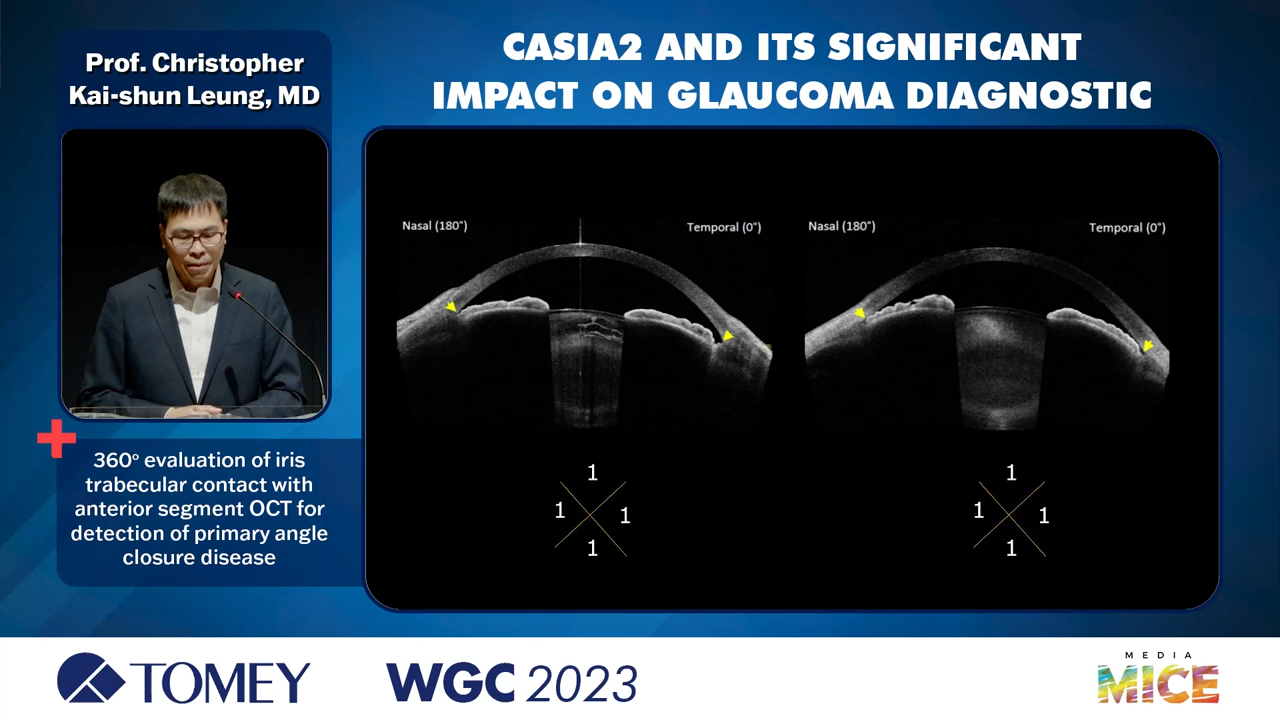 Prof. Christopher
Kai-shun Leung, MD
CASIA2 AND ITS SIGNIFICANT
IMPACT ON GLAUCOMA DIAGNOSTIC
Nasal (180°)
Temporal (0°)
Nasal (180°)
Temporal (0°)
1
1
1
1
1
1
1
1
360° evaluation of iris
trabecular contact with
anterior segment OCT for
detection of primary angle
closure disease
TOMEY
WGC 2023
MEDIA
MICE